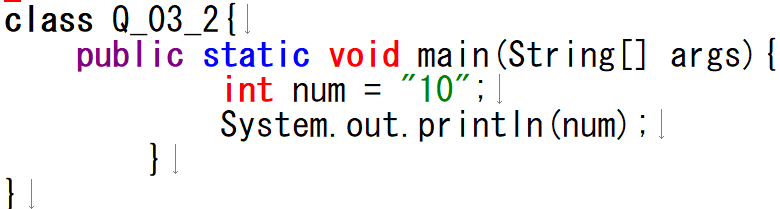 class Q_03_2{
public static void main(String[] args){
int num = "10";
System.out.println(num);
}
}